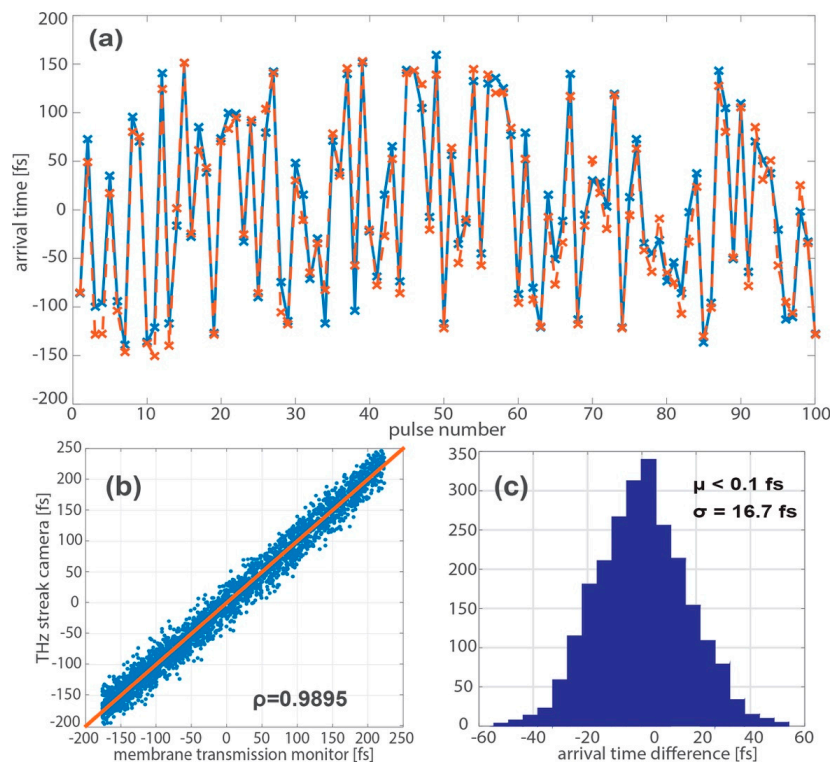 (a)
arrival time [fs]
200
150
100
50
0
-50
-100
-150
-200
0 10 20 30 40 50 60 70 80 90 100
pulse number
(b)
THz streak camera [fs]
250
200
150
100
50
0
-50
-100
-150
-200
ρ=0.9895
-200 -150 -100 -50 0 50 100 150 200 250
membrane transmission monitor [fs]
(c)
μ < 0.1 fs
σ = 16.7 fs
350
300
250
200
150
100
50
0
-60 -40 -20 0 20 40 60
arrival time difference [fs]